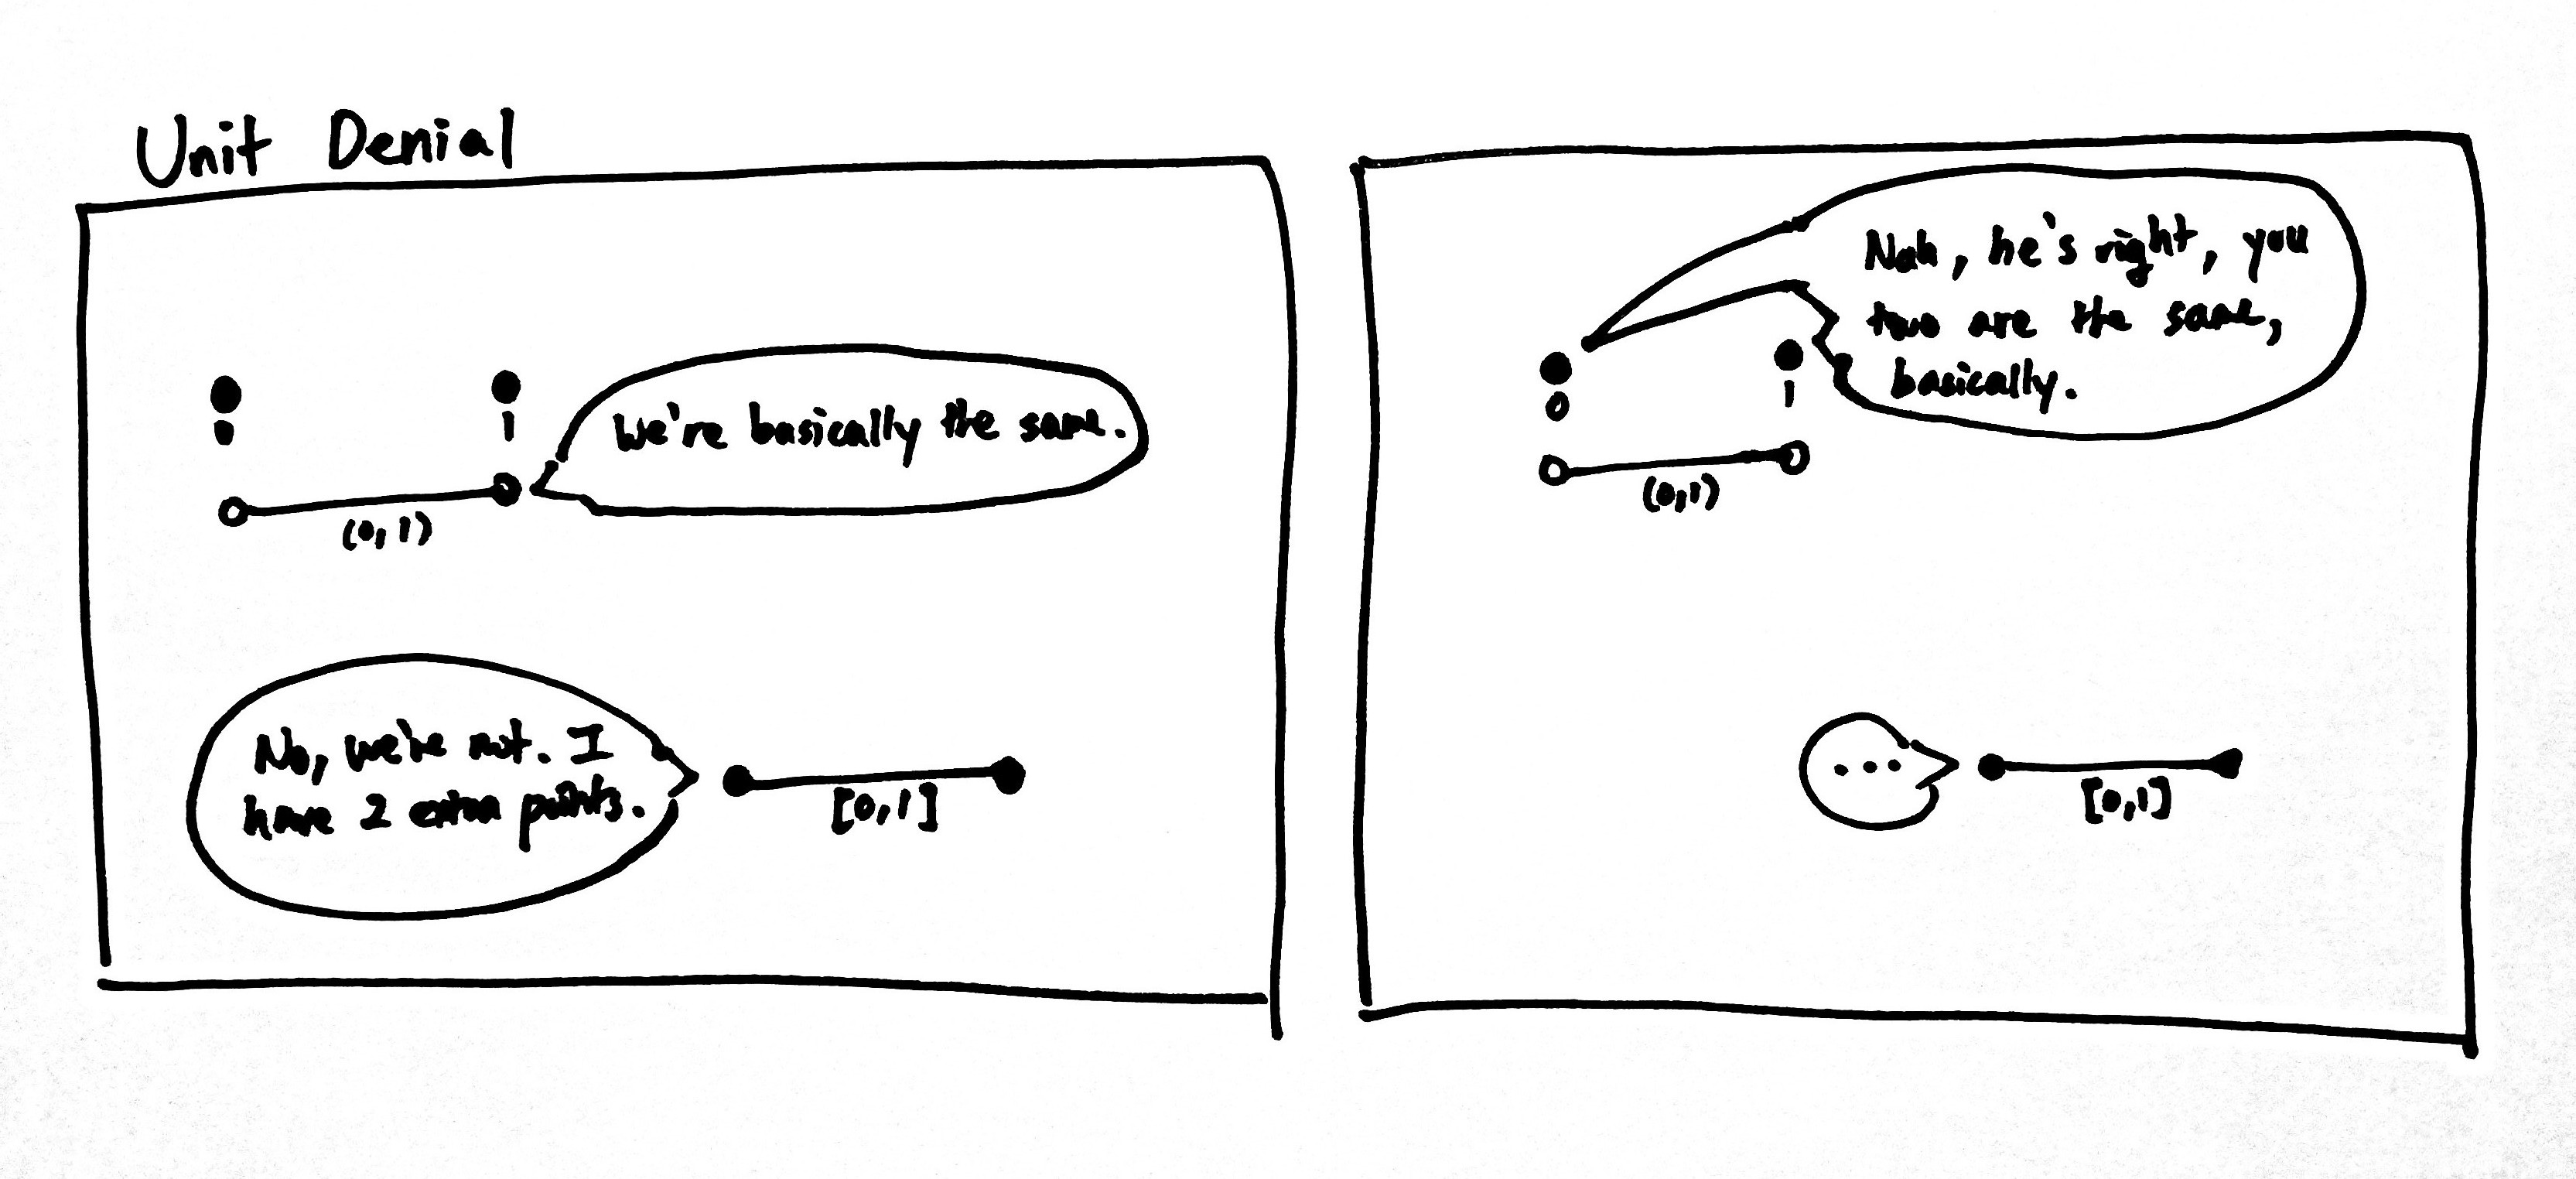 Unit Denial
1
We're basically the same.
(0,1)
No, we're not. I
have 2 extra points.
[0,1]
Nah, he's right, you
two are the same,
basically.
0
1
(0,1)
...
[0,1]